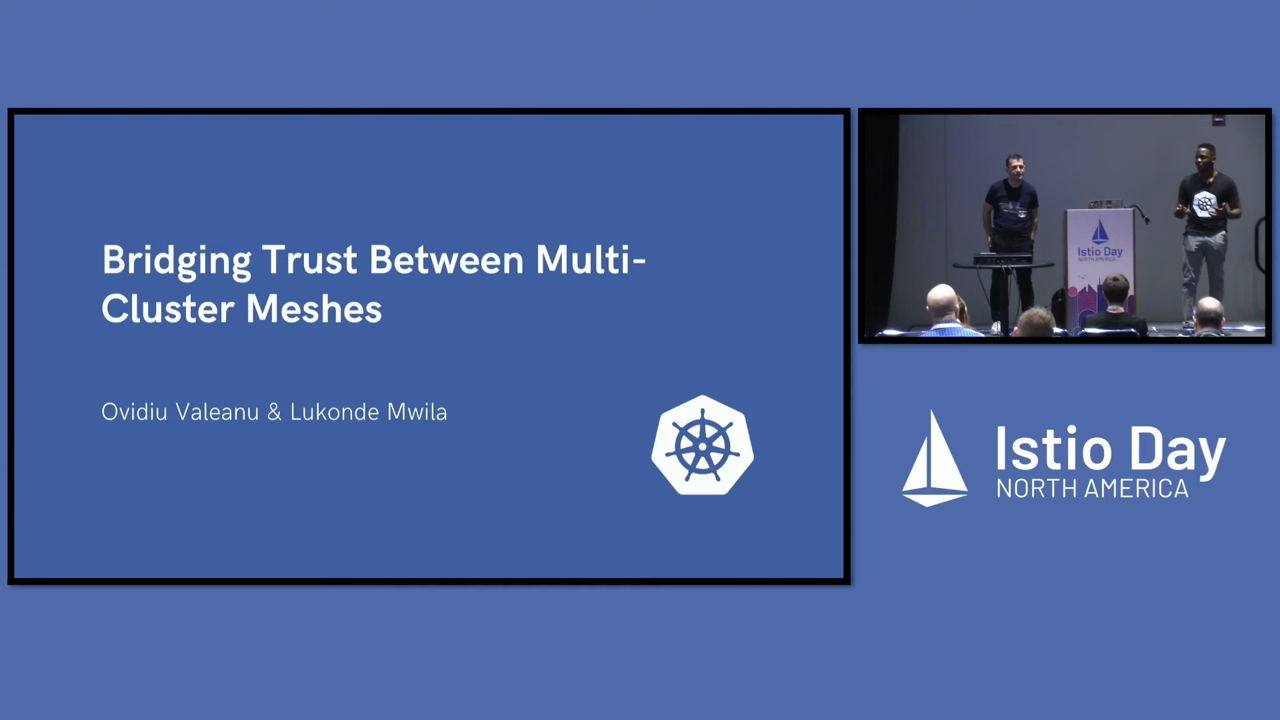 Bridging Trust Between Multi-
Cluster Meshes
Ovidiu Valeanu & Lukonde Mwila
Istio Day
NORTH AMERICA
Istio Day
NORTH AMERICA